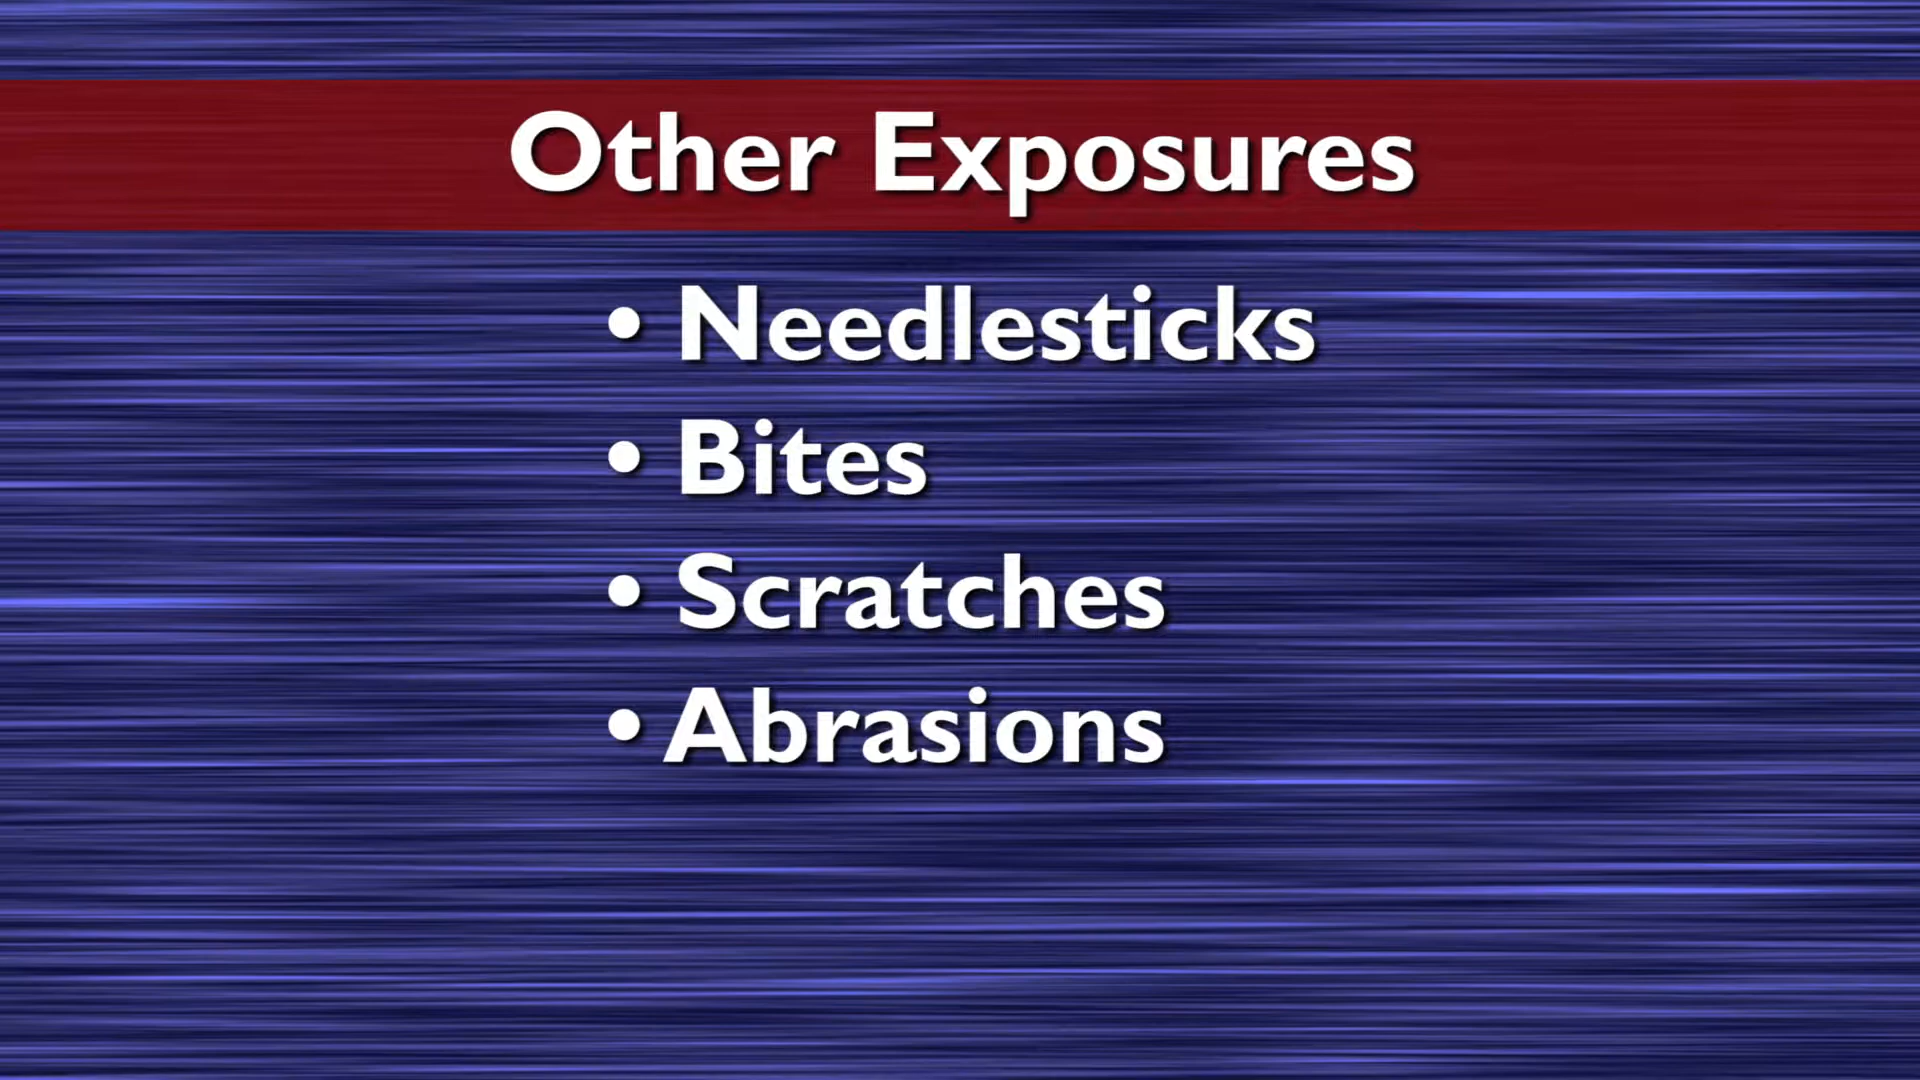 Other Exposures
• Needlesticks
• Bites
• Scratches
• Abrasions